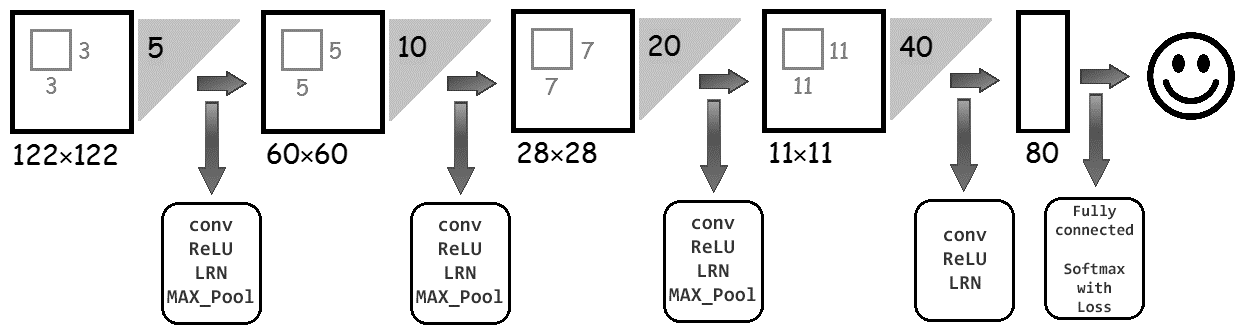 3
3
5
5
5
10
7
7
20
11
11
40
122×122
60×60
28×28
11×11
80
conv
ReLU
LRN
MAX_Pool
conv
ReLU
LRN
MAX_Pool
conv
ReLU
LRN
MAX_Pool
conv
ReLU
LRN
Fully
connected
Softmax
with
Loss